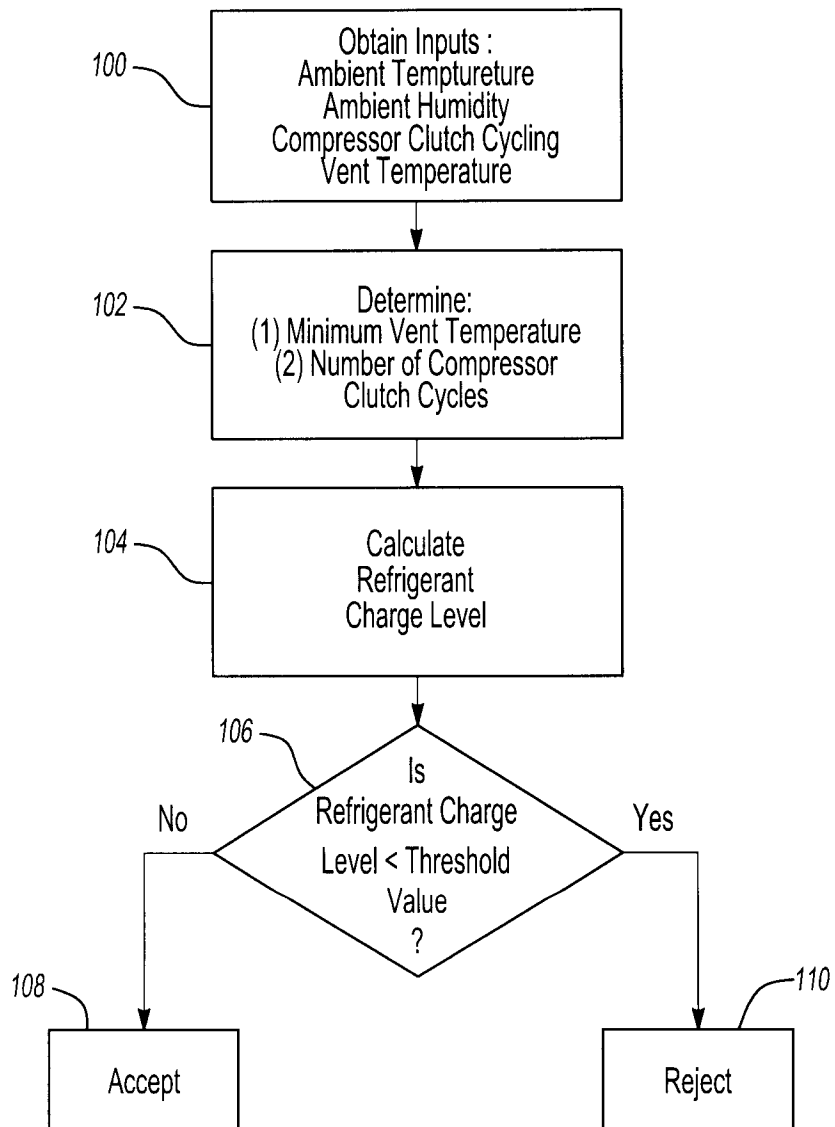 100
Obtain Inputs :
Ambient Temptureture
Ambient Humidity
Compressor Clutch Cycling
Vent Temperature
102
Determine:
(1) Minimum Vent Temperature
(2) Number of Compressor
Clutch Cycles
104
Calculate
Refrigerant
Charge Level
106
Is
Refrigerant Charge
Level < Threshold
Value
?
No
Yes
108
Accept
110
Reject